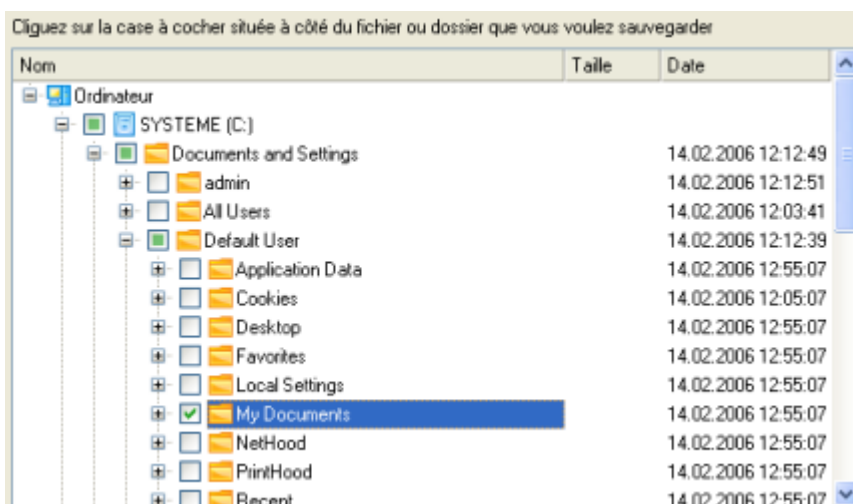 Cliquez sur la case à cocher située à côté du fichier ou dossier que vous voulez sauvegarder
Nom Taille Date
Ordinateur
SYSTEME (C:)
Documents and Settings 14.02.2006 12:12:49
admin 14.02.2006 12:12:51
All Users 14.02.2006 12:03:41
Default User 14.02.2006 12:12:39
Application Data 14.02.2006 12:55:07
Cookies 14.02.2006 12:05:07
Desktop 14.02.2006 12:55:07
Favorites 14.02.2006 12:55:07
Local Settings 14.02.2006 12:55:07
My Documents 14.02.2006 12:55:07
NetHood 14.02.2006 12:55:07
PrintHood 14.02.2006 12:55:07
Recent 14.02.2006 12:55:07